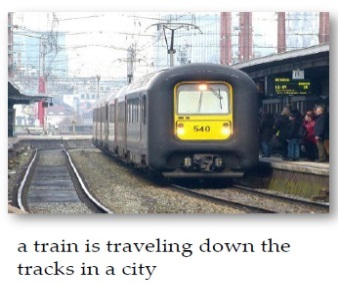 540
a train is traveling down the
tracks in a city